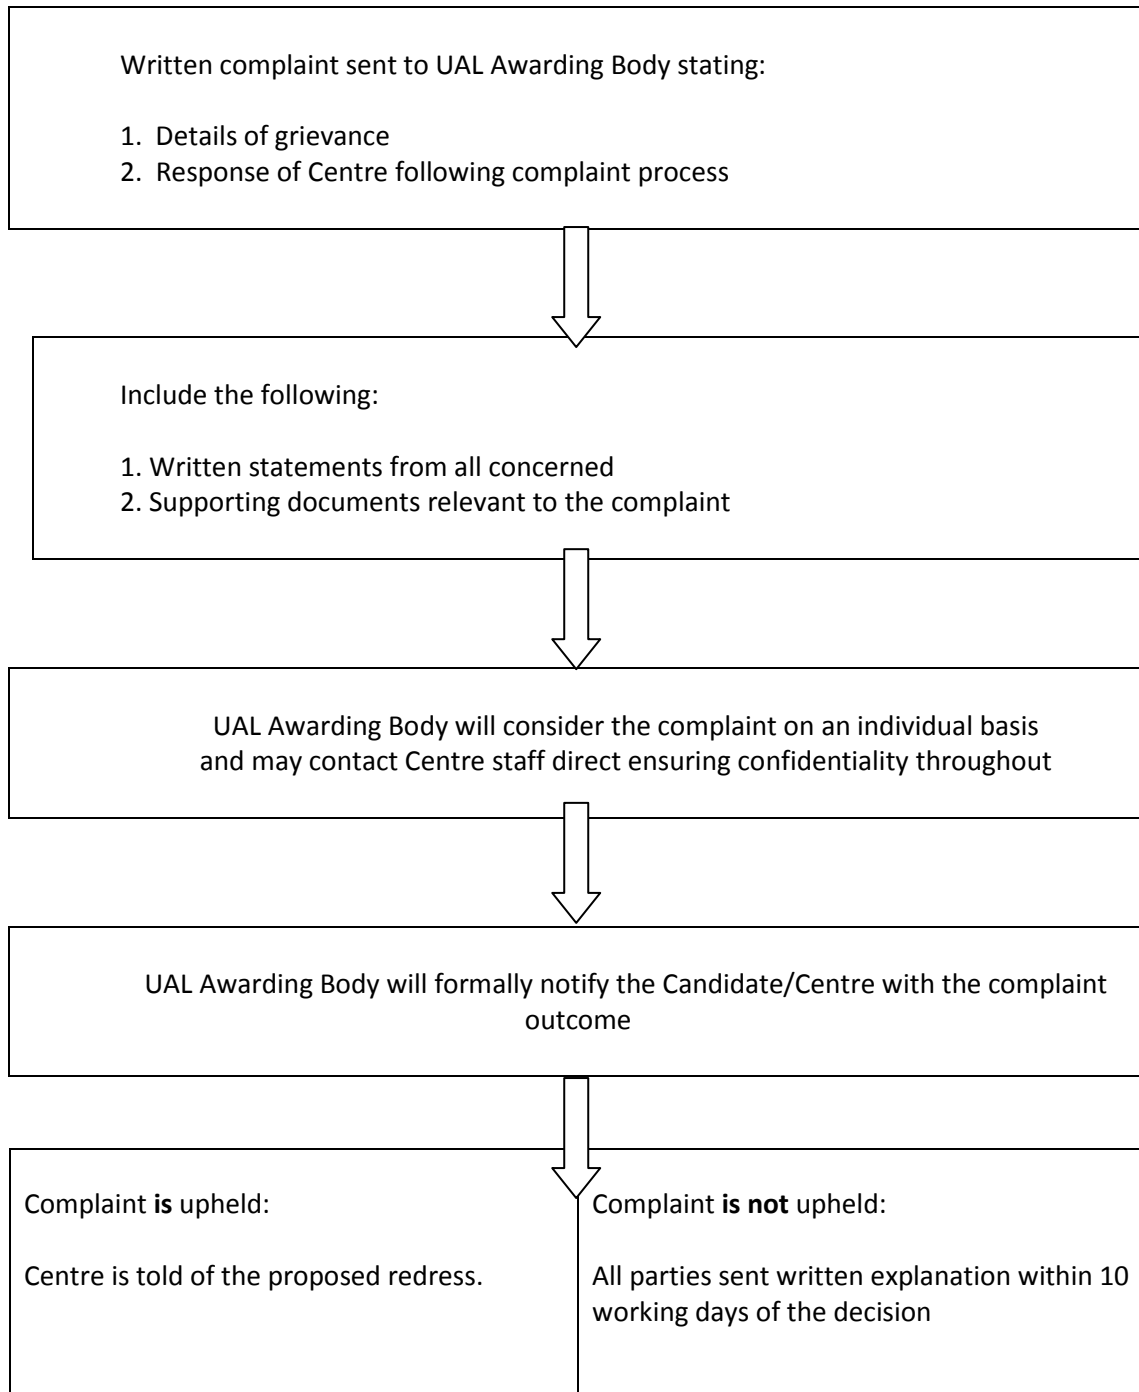 Written complaint sent to UAL Awarding Body stating:
1. Details of grievance
2. Response of Centre following complaint process
Include the following:
1. Written statements from all concerned
2. Supporting documents relevant to the complaint
UAL Awarding Body will consider the complaint on an individual basis
and may contact Centre staff direct ensuring confidentiality throughout
UAL Awarding Body will formally notify the Candidate/Centre with the complaint
outcome
Complaint is upheld:
Centre is told of the proposed redress.
Complaint is not upheld:
All parties sent written explanation within 10
working days of the decision